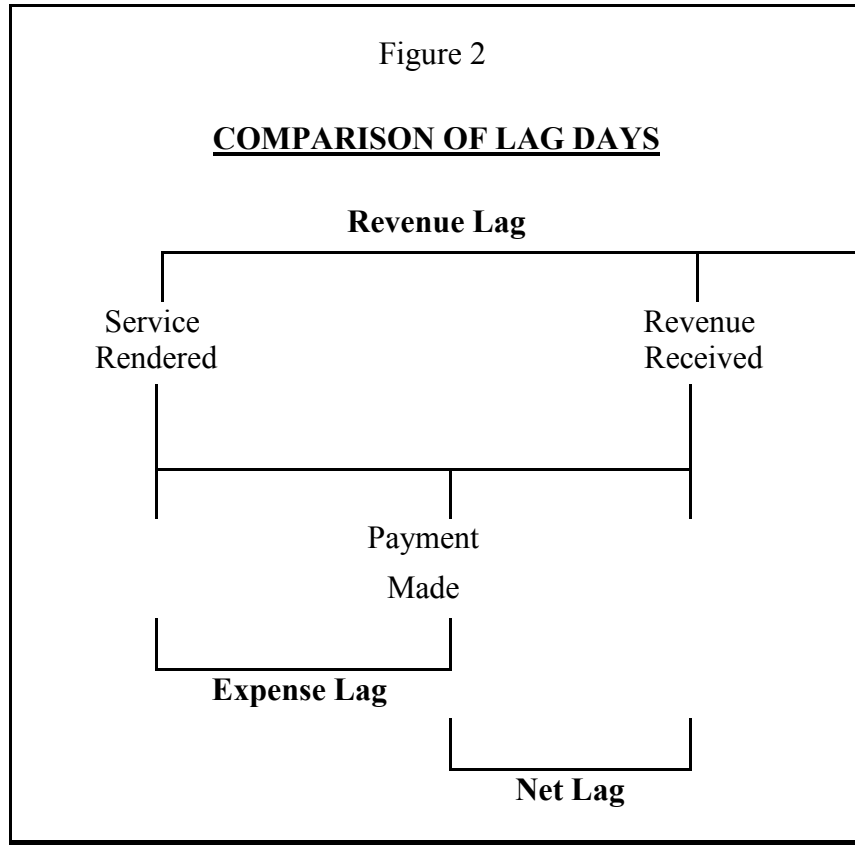 Figure 2
COMPARISON OF LAG DAYS
Revenue Lag
Service
Rendered
Revenue
Received
Payment
Made
Expense Lag
Net Lag